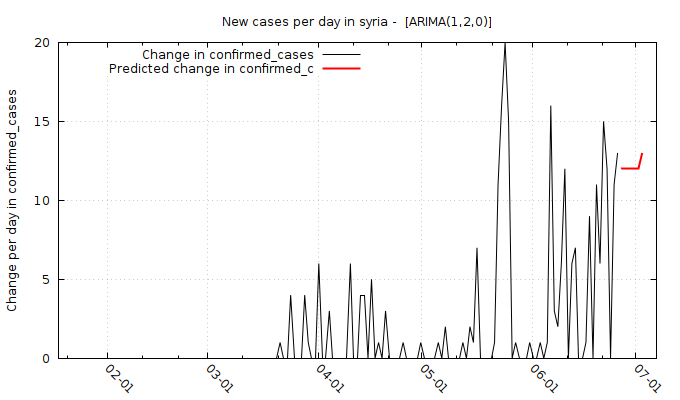 New cases per day in syria - [ARIMA(1,2,0)]
Change in confirmed_cases
Predicted change in confirmed_c
Change per day in confirmed_cases
20
15
10
5
0
02-01
03-01
04-01
05-01
06-01
07-01